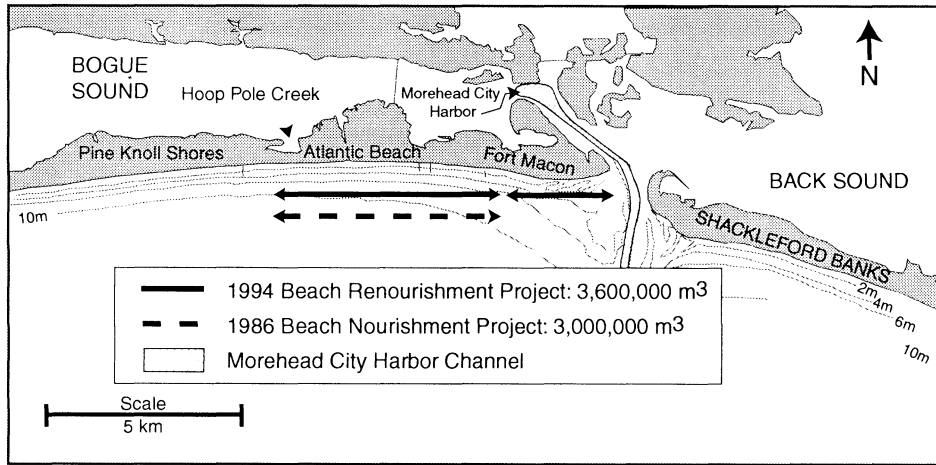 BOGUE
SOUND
Hoop Pole Creek
Morehead City
Harbor
N
Pine Knoll Shores
Atlantic Beach
Fort Macon
BACK SOUND
SHACKLEFORD BANKS
10m
2m
4m
6m
10m
1994 Beach Renourishment Project: 3,600,000 m3
1986 Beach Nourishment Project: 3,000,000 m3
Morehead City Harbor Channel
Scale
5 km